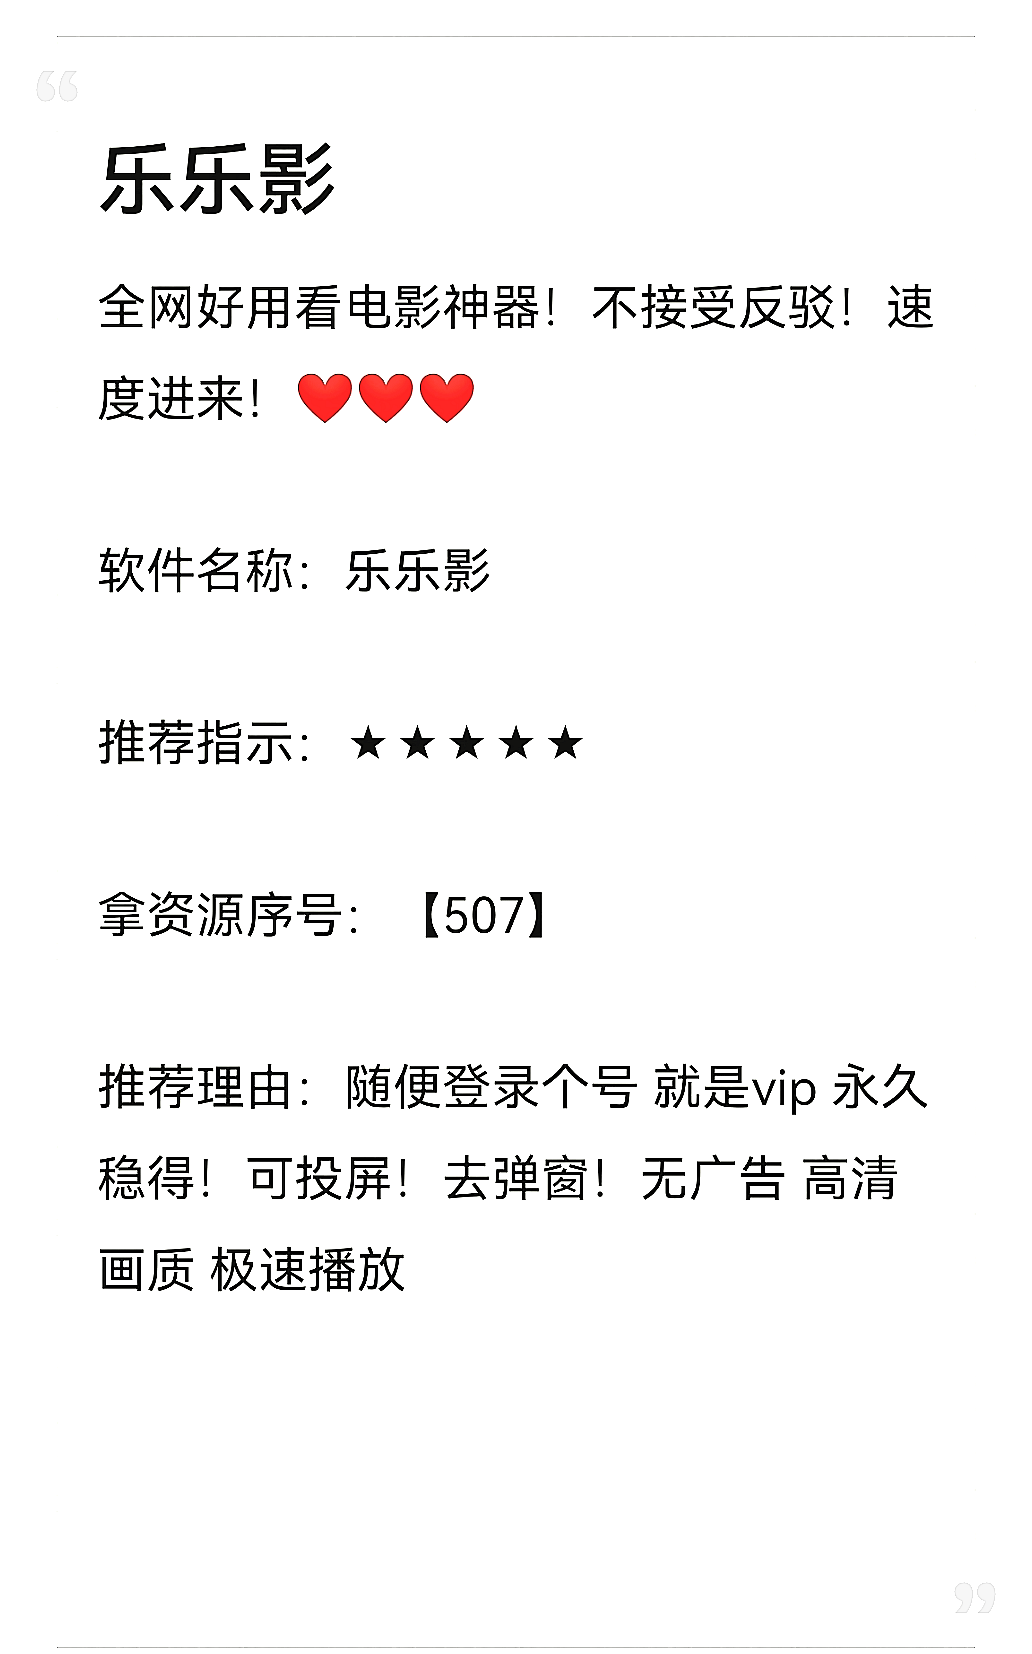 “
乐乐影
全网好用看电影神器！不接受反驳！速
度进来！❤️❤️❤️
软件名称：乐乐影
推荐指示：★★★★★
拿资源序号：【507】
推荐理由：随便登录个号 就是vip 永久
稳得！可投屏！去弹窗！无广告 高清
画质 极速播放
”